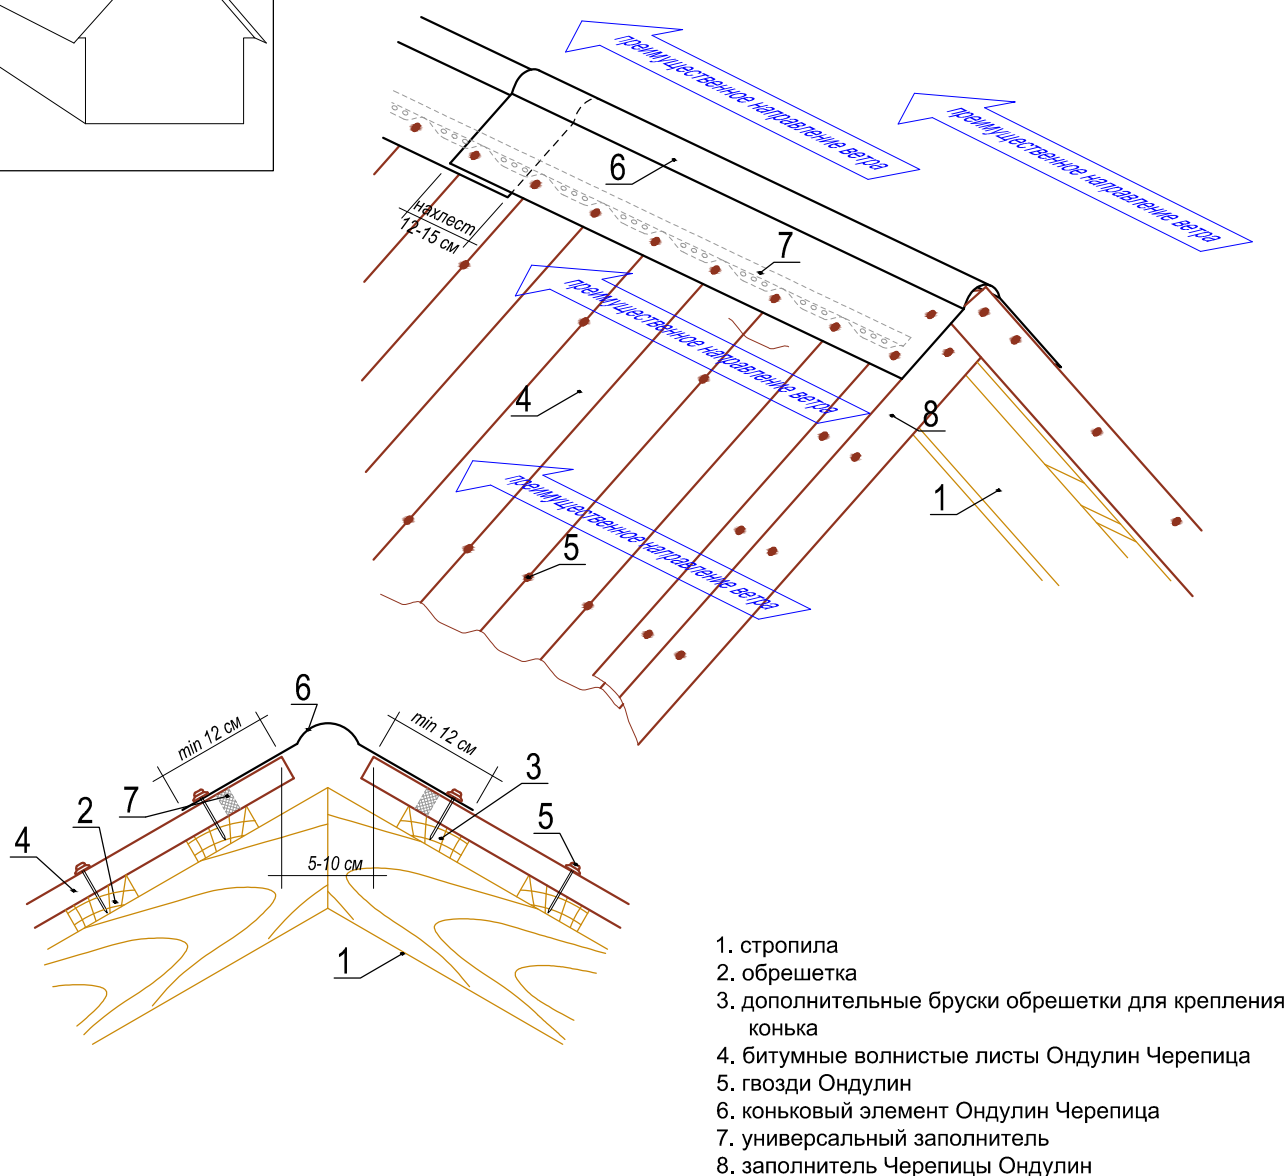 преимущественное направление ветра
преимущественное направление ветра
6
нахлест
12-15 см
7
преимущественное направление ветра
4
8
1
преимущественное направление ветра
5
6
min 12 см
min 12 см
3
7
2
5
4
5-10 см
1
1. стропила
2. обрешетка
3. дополнительные бруски обрешетки для крепления
конька
4. битумные волнистые листы Ондулин Черепица
5. гвозди Ондулин
6. коньковый элемент Ондулин Черепица
7. универсальный заполнитель
8. заполнитель Черепицы Ондулин